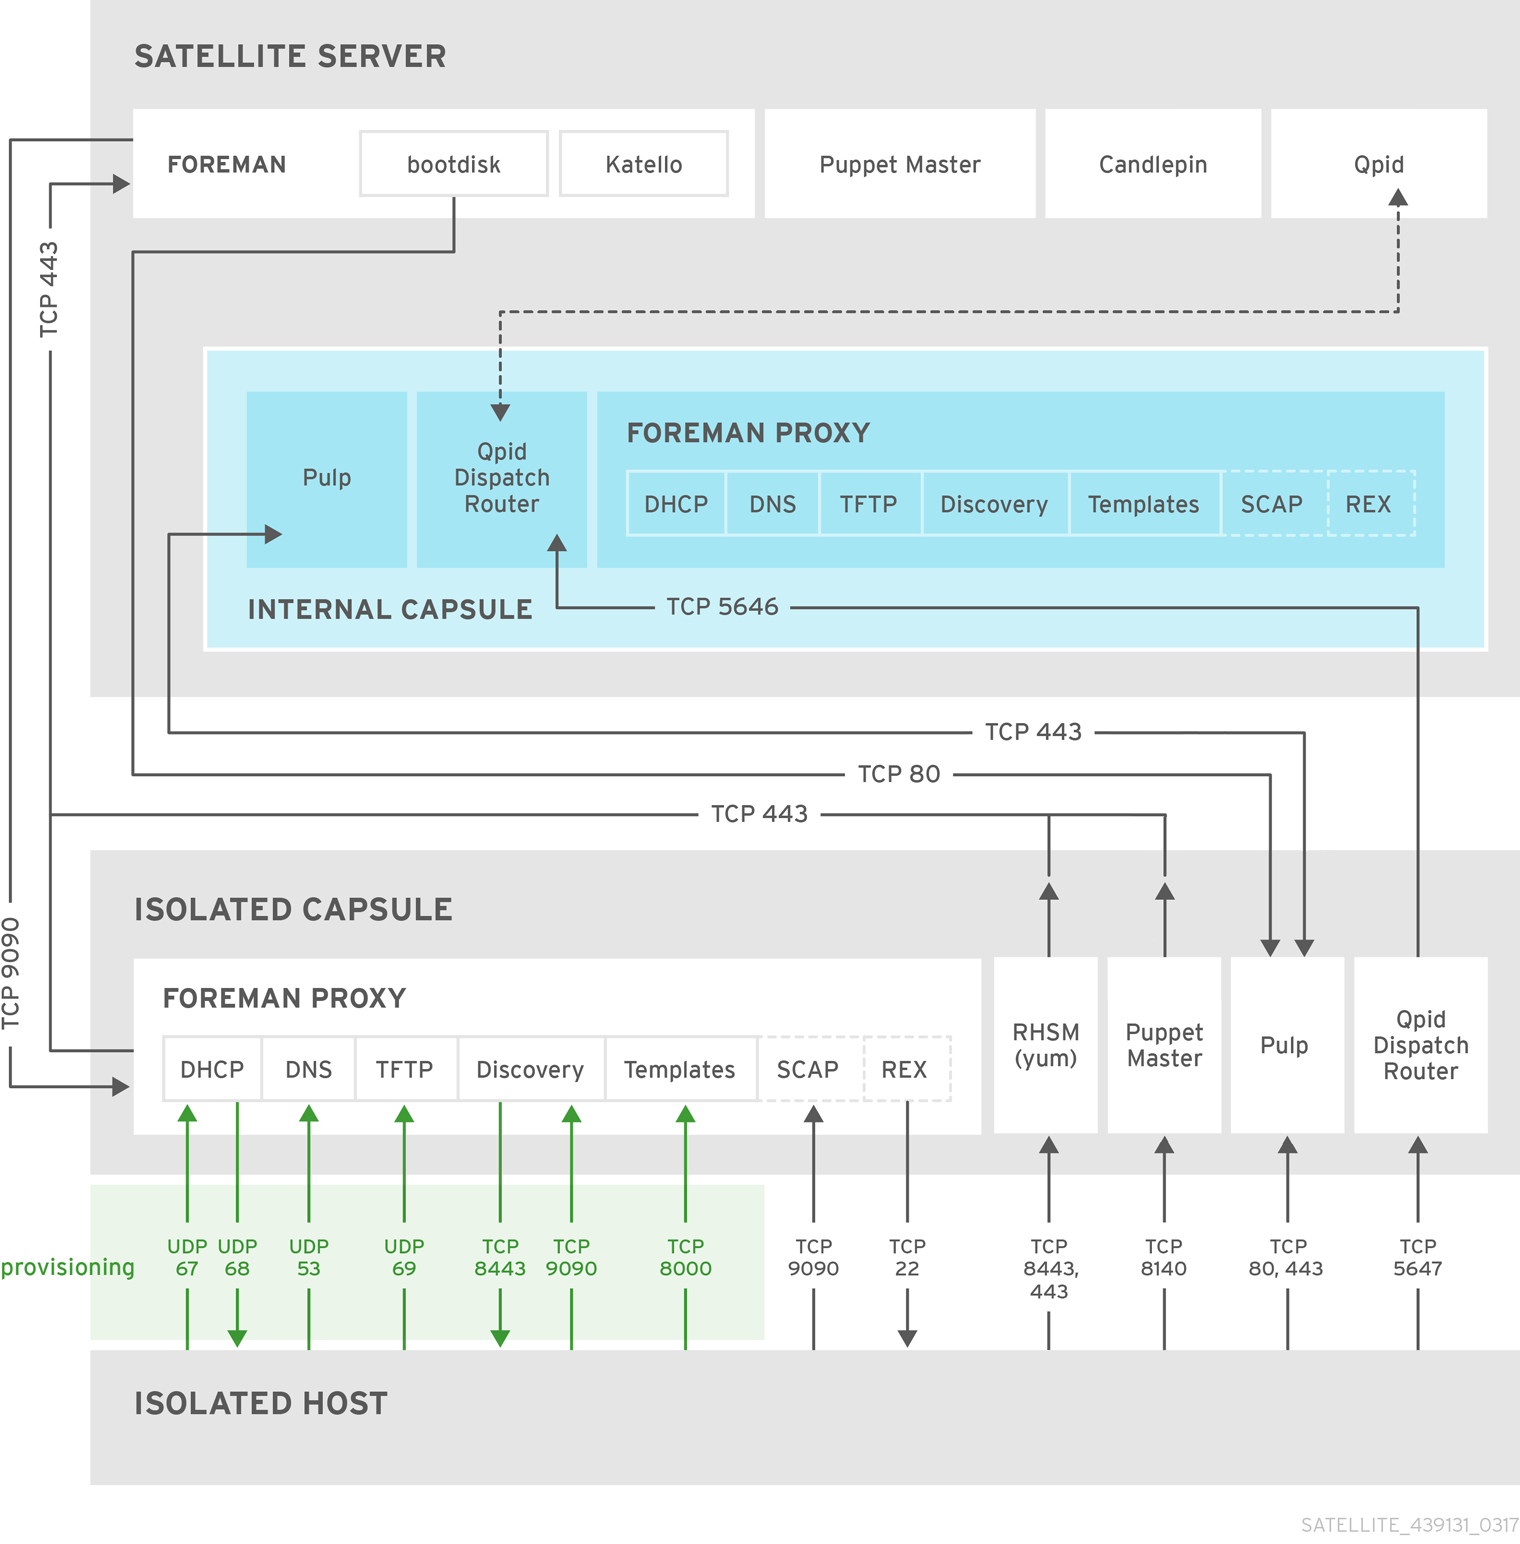 SATELLITE SERVER
FOREMAN
bootdisk
Katello
Puppet Master
Candlepin
Qpid
TCP 443
Pulp
Qpid
Dispatch
Router
FOREMAN PROXY
DHCP
DNS
TFTP
Discovery
Templates
SCAP
REX
INTERNAL CAPSULE
TCP 5646
TCP 443
TCP 80
TCP 443
TCP 9090
ISOLATED CAPSULE
FOREMAN PROXY
DHCP
DNS
TFTP
Discovery
Templates
SCAP
REX
RHSM
(yum)
Puppet
Master
Pulp
Qpid
Dispatch
Router
provisioning
UDP
67
UDP
68
UDP
53
UDP
69
TCP
8443
TCP
9090
TCP
8000
TCP
9090
TCP
22
TCP
8443,
443
TCP
8140
TCP
80, 443
TCP
5647
ISOLATED HOST
SATELLITE_439131_0317